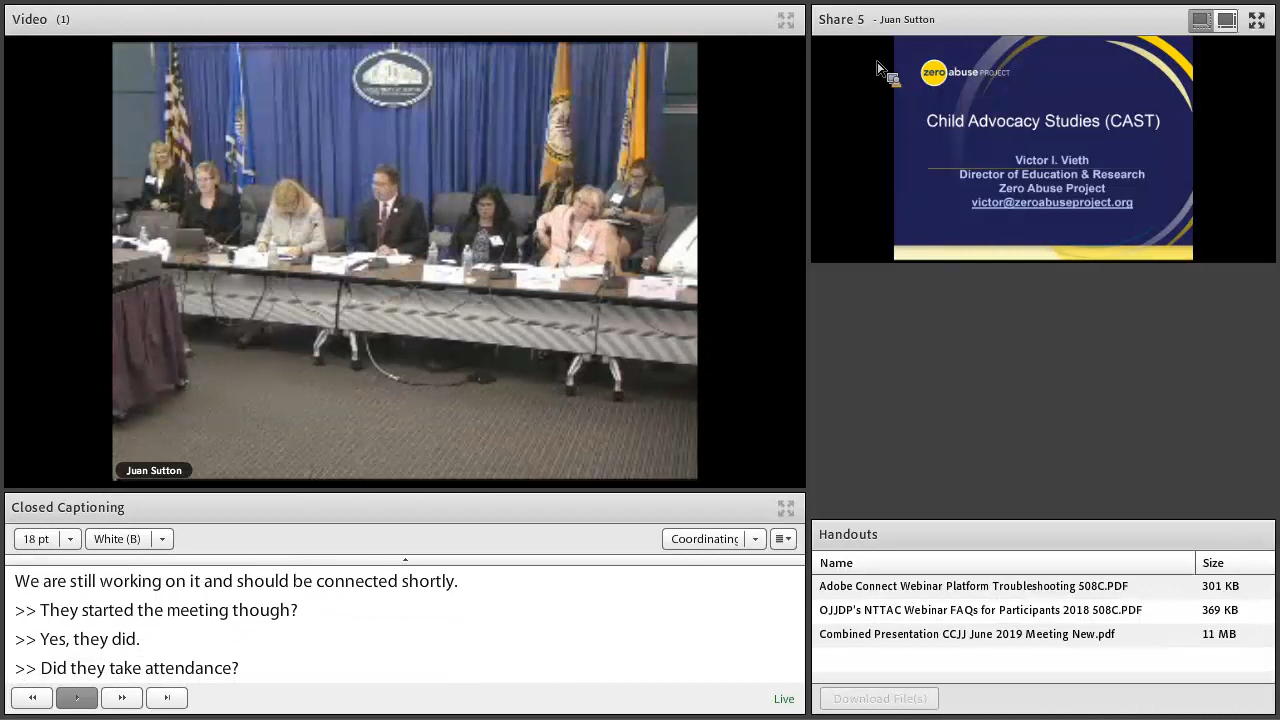 Video (1)
Juan Sutton
Share 5 - Juan Sutton
zero abuse PROJECT
Child Advocacy Studies (CAST)
Victor I. Vieth
Director of Education & Research
Zero Abuse Project
victor@zeroabuseproject.org
Closed Captioning
18 pt
White (B)
Coordinating
We are still working on it and should be connected shortly.
>> They started the meeting though?
>> Yes, they did.
>> Did they take attendance?
Live
Handouts
Name Size
Adobe Connect Webinar Platform Troubleshooting 508C.PDF 301 KB
OJJDP's NTTAC Webinar FAQs for Participants 2018 508C.PDF 369 KB
Combined Presentation CCJJ June 2019 Meeting New.pdf 11 MB
Download File(s)